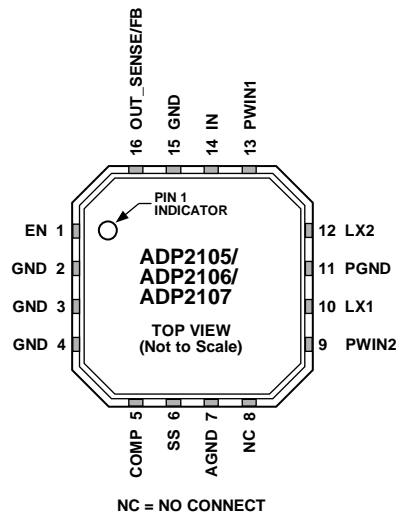 16 OUT_SENSE/FB
15 GND
14 IN
13 PWIN1
PIN 1
INDICATOR
EN 1
GND 2
GND 3
GND 4
ADP2105/
ADP2106/
ADP2107
TOP VIEW
(Not to Scale)
12 LX2
11 PGND
10 LX1
9 PWIN2
COMP 5
SS 6
AGND 7
NC 8
NC = NO CONNECT